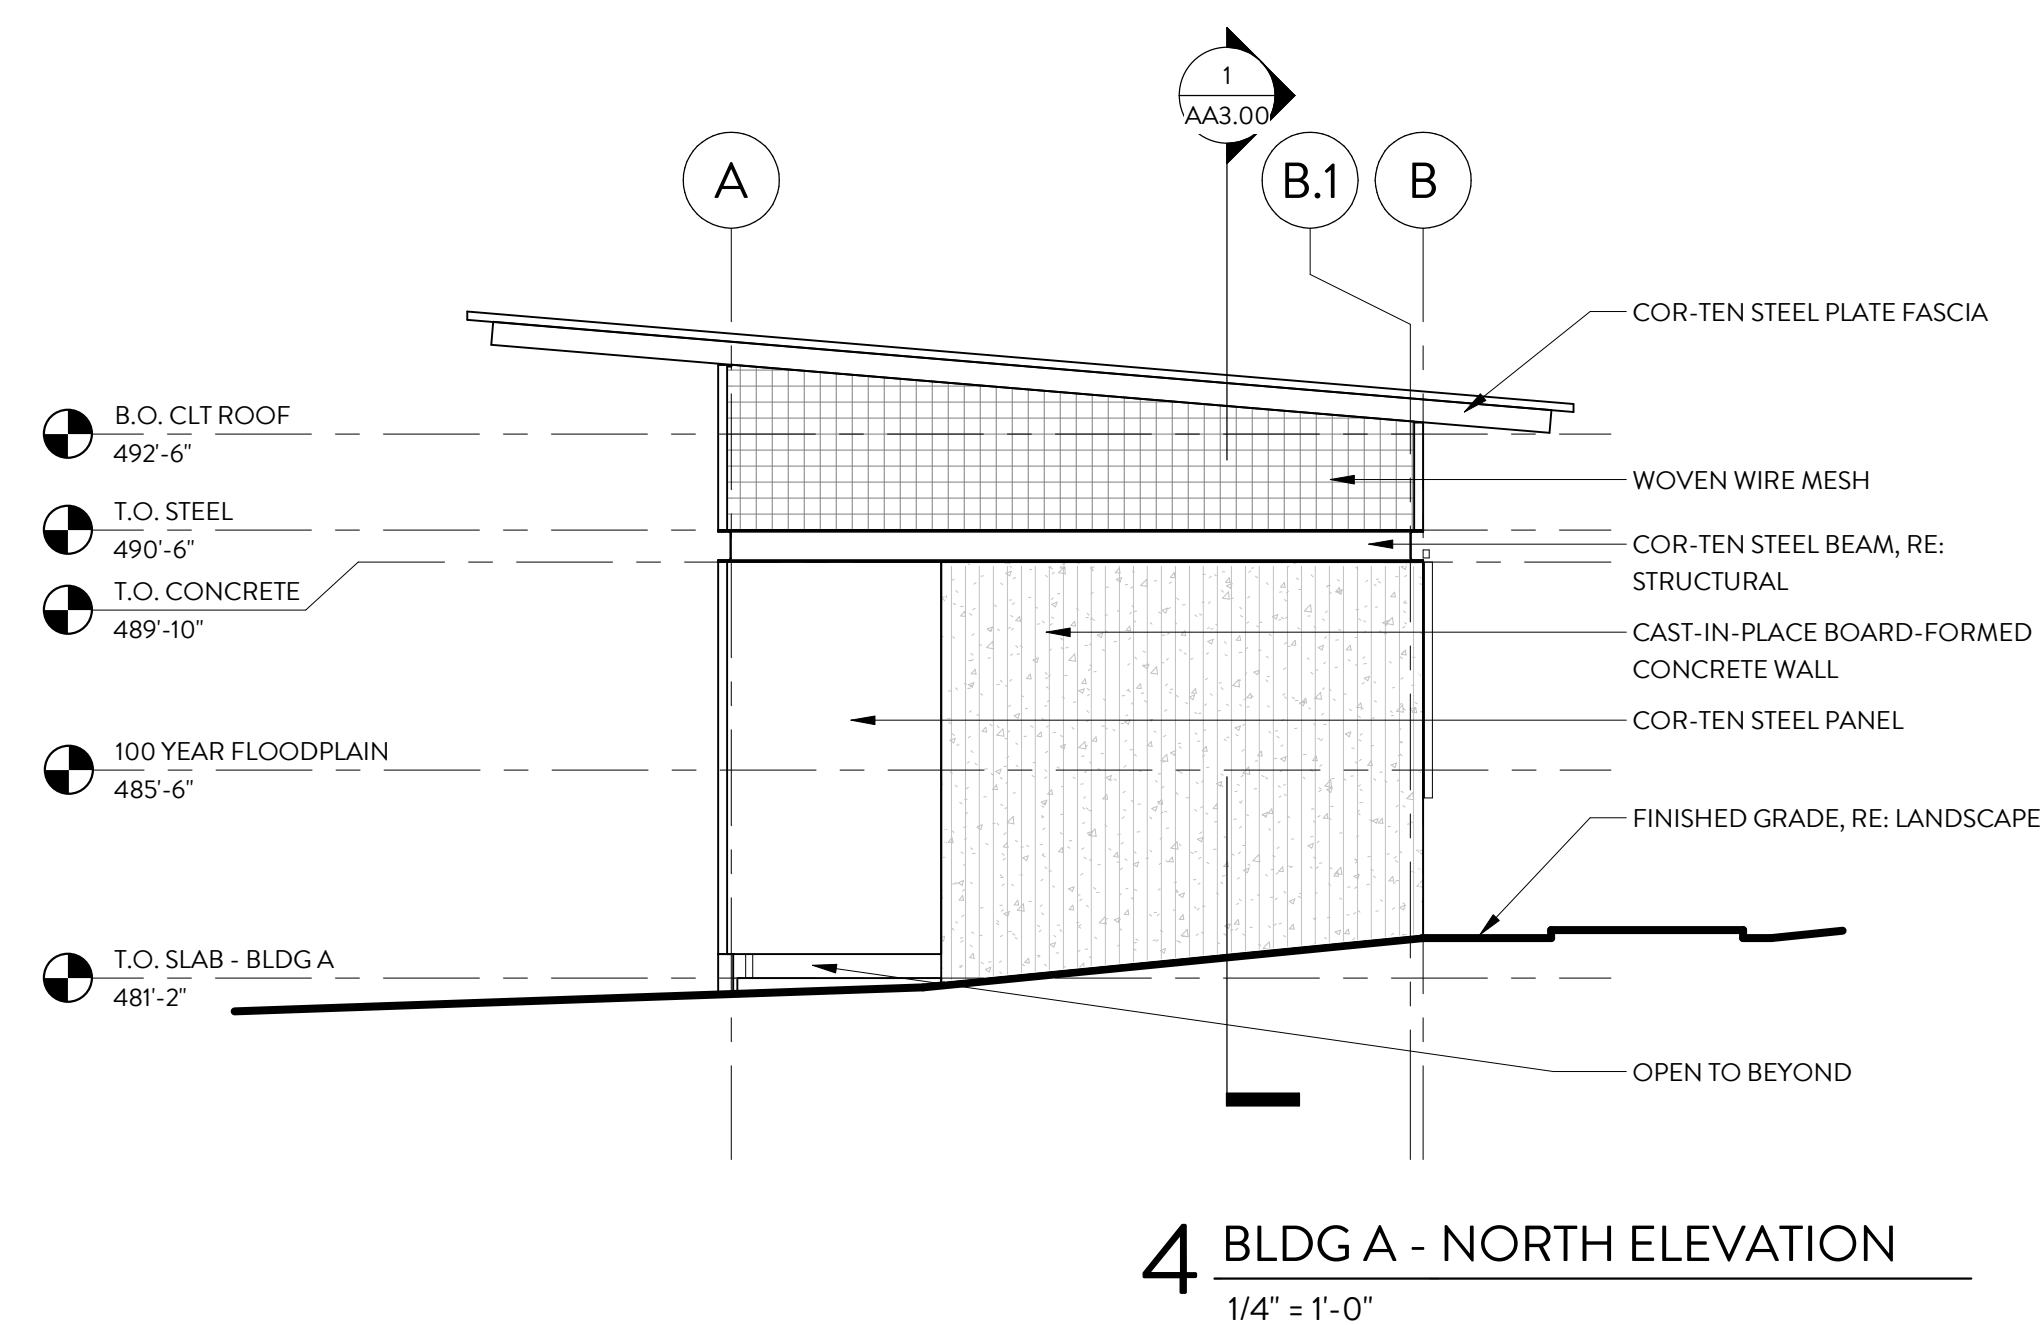 1
AA3.00
A
B.1
B
COR-TEN STEEL PLATE FASCIA
B.O. CLT ROOF
492'-6"
WOVEN WIRE MESH
T.O. STEEL
490'-6"
COR-TEN STEEL BEAM, RE:
STRUCTURAL
T.O. CONCRETE
489'-10"
CAST-IN-PLACE BOARD-FORMED
CONCRETE WALL
COR-TEN STEEL PANEL
100 YEAR FLOODPLAIN
485'-6"
FINISHED GRADE, RE: LANDSCAPE
T.O. SLAB - BLDG A
481'-2"
OPEN TO BEYOND
4 BLDG A - NORTH ELEVATION
1/4" = 1'-0"